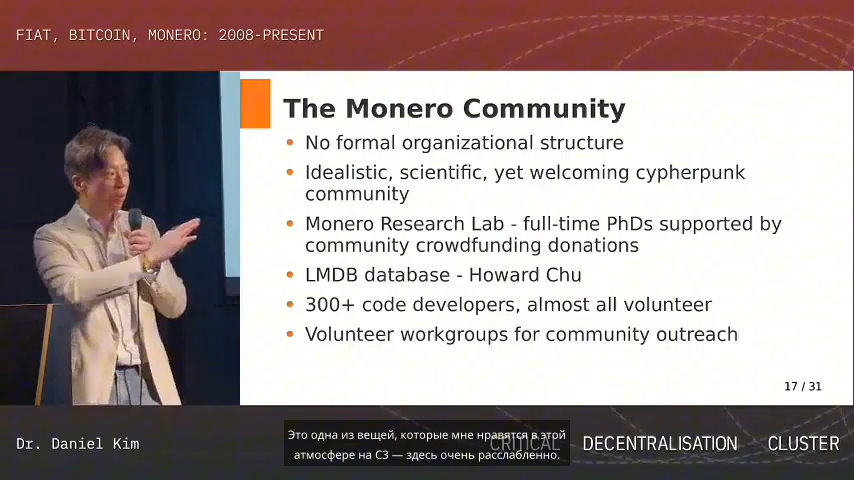 FIAT, BITCOIN, MONERO: 2008-PRESENT
The Monero Community
• No formal organizational structure
• Idealistic, scientific, yet welcoming cypherpunk
community
• Monero Research Lab - full-time PhDs supported by
community crowdfunding donations
• LMDB database - Howard Chu
• 300+ code developers, almost all volunteer
• Volunteer workgroups for community outreach
17 / 31
Dr. Daniel Kim
Это одна из вещей, которые мне нравятся в этой
атмосфере на C3 — здесь очень расслабленно.
CRITICAL DECENTRALISATION CLUSTER